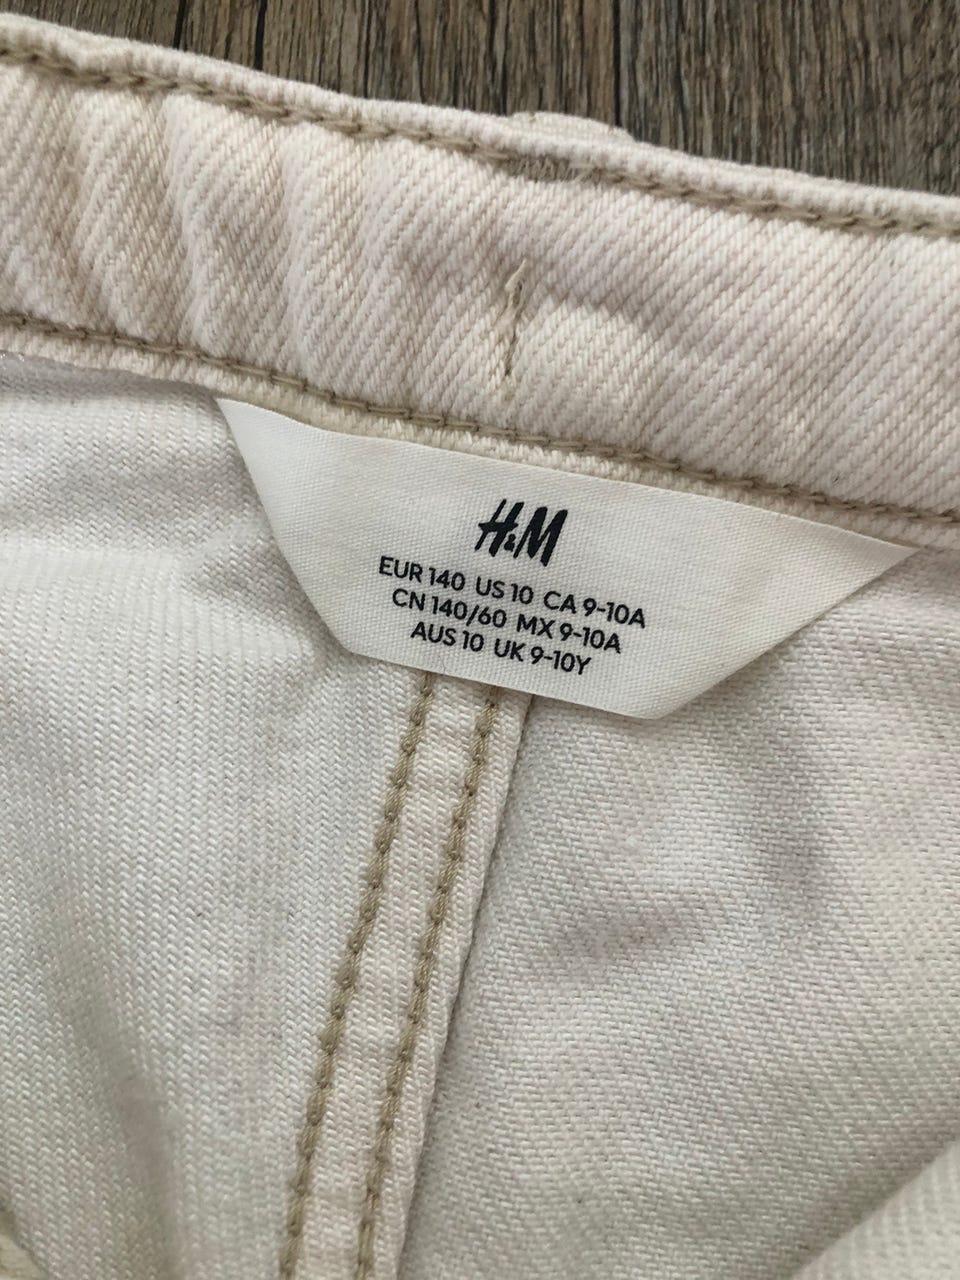 H&M
EUR 140 US 10 CA 9-10A
CN 140/60 MX 9-10A
AUS 10 UK 9-10Y